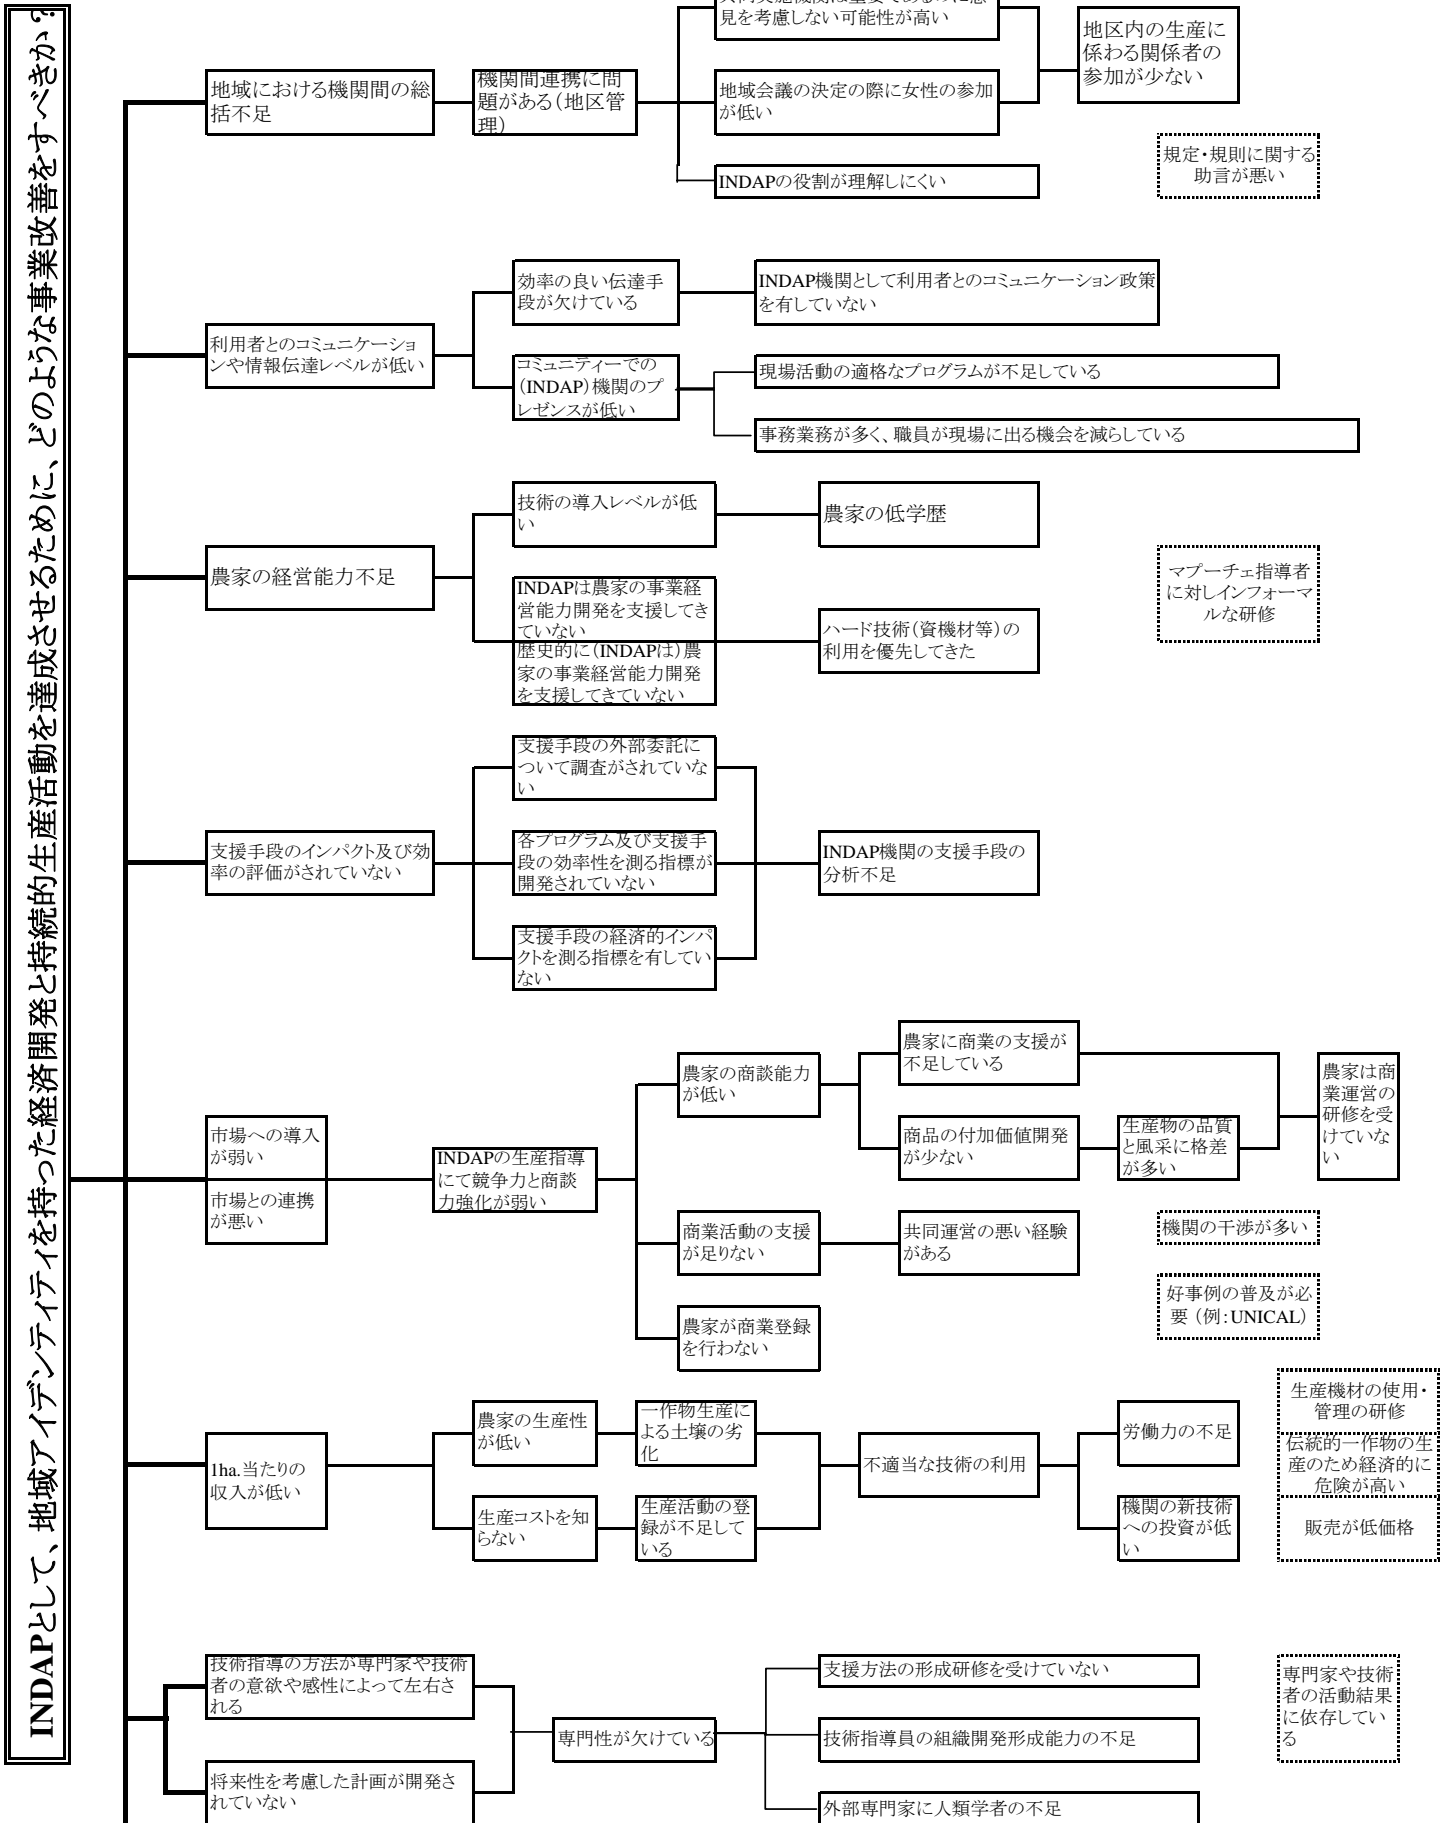 INDAPとして、地域アイデンティティを持った経済開発と持続的生産活動を達成させるために、どのような事業改善をすべきか？
見を考慮しない可能性が高い
地区内の生産に
係わる関係者の
参加が少ない
地域における機関間の総
括不足
機関間連携に問
題がある（地区管
理）
地域会議の決定の際に女性の参加
が低い
INDAPの役割が理解しにくい
規定・規則に関する
助言が悪い
利用者とのコミュニケーショ
ンや情報伝達レベルが低い
効率の良い伝達手
段が欠けている
INDAP機関として利用者とのコミュニケーション政策
を有していない
コミュニティーでの
（INDAP）機関のプ
レゼンスが低い
現場活動の適格なプログラムが不足している
事務業務が多く、職員が現場に出る機会を減らしている
農家の経営能力不足
技術の導入レベルが低
い
農家の低学歴
INDAPは農家の事業経
営能力開発を支援してき
ていない
歴史的に（INDAPは）農
家の事業経営能力開発
を支援してきていない
ハード技術（資機材等）の
利用を優先してきた
マプーチェ指導者
に対しインフォーマ
ルな研修
支援手段のインパクト及び効
率の評価がされていない
支援手段の外部委託に
ついて調査がされていな
い
各プログラム及び支援手
段の効率性を測る指標が
開発されていない
支援手段の経済的インパ
クトを測る指標を有してい
ない
INDAP機関の支援手段の
分析不足
市場への導入
が弱い
市場との連携
が悪い
INDAPの生産指導
にて競争力と商談
力強化が弱い
農家の商談能力
が低い
農家に商業の支援が
不足している
商品の付加価値開発
が少ない
生産物の品質
と風采に格差
が多い
農家は商
業運営の
研修を受
けていな
い
商業活動の支援
が足りない
共同運営の悪い経験
がある
農家が商業登録
を行わない
機関の干渉が多い
好事例の普及が必
要（例：UNICAL）
1ha.当たりの
収入が低い
農家の生産性
が低い
一作物生産に
よる土壌の劣
化
生産コストを知
らない
生産活動の登
録が不足して
いる
不適当な技術の利用
労働力の不足
機関の新技術
への投資が低
い
生産機材の使用・
管理の研修
伝統的一作物の生
産のため経済的に
危険が高い
販売が低価格
技術指導の方法が専門家や技術
者の意欲や感性によって左右さ
れる
将来性を考慮した計画が開発さ
れていない
専門性が欠けている
支援方法の形成研修を受けていない
技術指導員の組織開発形成能力の不足
外部専門家に人類学者の不足
専門家や技術
者の活動結果
に依存してい
る